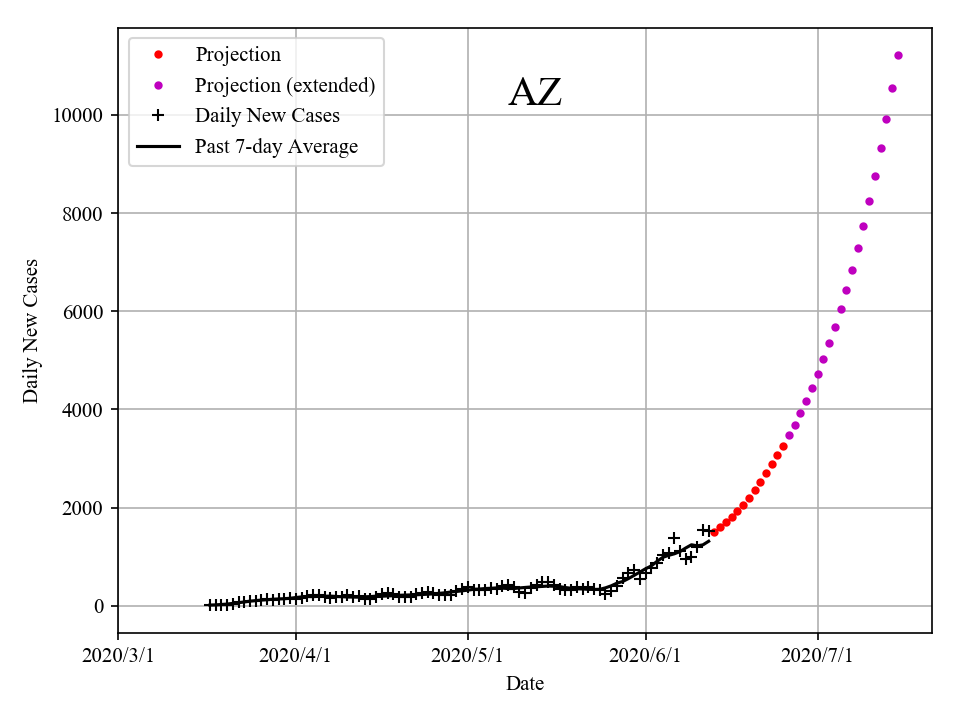 Projection
Projection (extended)
Daily New Cases
Past 7-day Average
AZ
10000
8000
6000
4000
2000
0
Daily New Cases
2020/3/1 2020/4/1 2020/5/1 2020/6/1 2020/7/1
Date